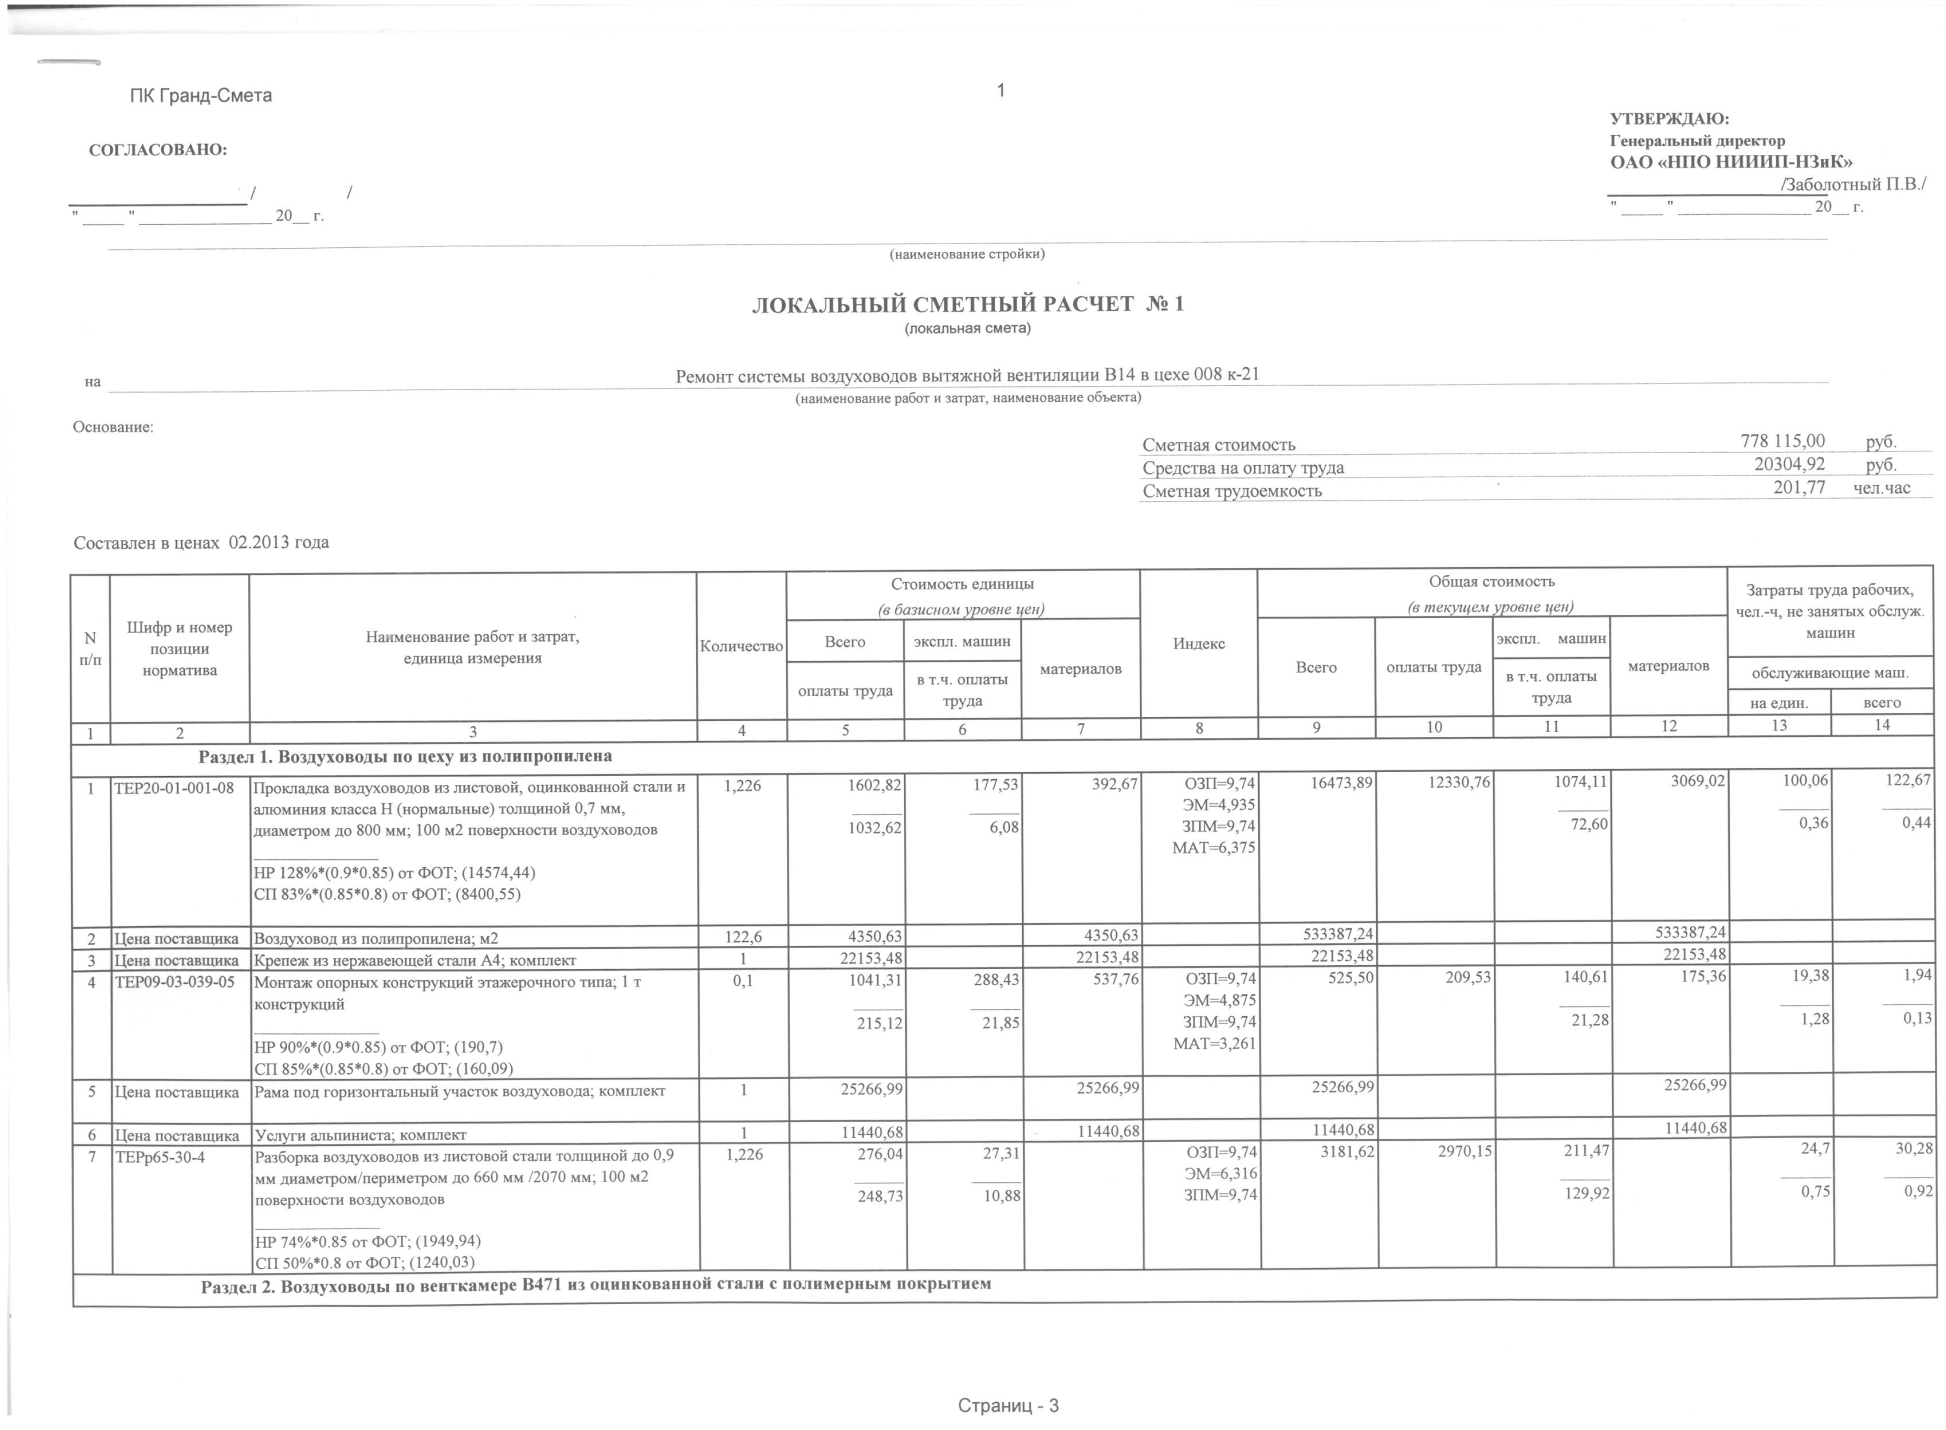 ПК Гранд-Смета
1
СОГЛАСОВАНО:
УТВЕРЖДАЮ:
Генеральный директор
ОАО «НПО НИИИП-НЗиК»
____________________ / /
/Заболотный П.В./
" _____ " ________________ 20__ г.
" _____ " ________________ 20__ г.
(наименование стройки)
ЛОКАЛЬНЫЙ СМЕТНЫЙ РАСЧЕТ № 1
(локальная смета)
на Ремонт системы воздуховодов вытяжной вентиляции В14 в цехе 008 к-21
(наименование работ и затрат, наименование объекта)
Основание:
Сметная стоимость 778 115,00 руб.
Средства на оплату труда 20304,92 руб.
Сметная трудоемкость 201,77 чел.час
Составлен в ценах 02.2013 года
N п/п
Шифр и номер позиции норматива
Наименование работ и затрат, единица измерения
Количество
Стоимость единицы
(в базисном уровне цен)
Всего
оплаты труда
экспл. машин
в т.ч. оплаты труда
материалов
Индекс
Общая стоимость
(в текущем уровне цен)
Всего
оплаты труда
экспл. машин
в т.ч. оплаты труда
материалов
Затраты труда рабочих, чел.-ч, не занятых обслуж. машин
обслуживающие маш.
на един.
всего
1 2 3 4 5 6 7 8 9 10 11 12 13 14
Раздел 1. Воздуховоды по цеху из полипропилена
1 ТЕР20-01-001-08 Прокладка воздуховодов из листовой, оцинкованной стали и 1,226 1602,82 177,53 392,67 ОЗП=9,74 16473,89 12330,76 1074,11 3069,02 100,06 122,67
алюминия класса Н (нормальные) толщиной 0,7 мм, ЭМ=4,935
диаметром до 800 мм; 100 м2 поверхности воздуховодов 1032,62 6,08 ЗПМ=9,74 72,60 0,36 0,44
МАТ=6,375
НР 128%*(0.9*0.85) от ФОТ; (14574,44)
СП 83%*(0.85*0.8) от ФОТ; (8400,55)
2 Цена поставщика Воздуховод из полипропилена; м2 122,6 4350,63 4350,63 533387,24 533387,24
3 Цена поставщика Крепеж из нержавеющей стали А4; комплект 1 22153,48 22153,48 22153,48 22153,48
4 ТЕР09-03-039-05 Монтаж опорных конструкций этажерочного типа; 1 т 0,1 1041,31 288,43 537,76 ОЗП=9,74 525,50 209,53 140,61 175,36 19,38 1,94
конструкций ЭМ=4,875
215,12 21,85 ЗПМ=9,74 21,28 1,28 0,13
НР 90%*(0.9*0.85) от ФОТ; (190,7) МАТ=3,261
СП 85%*(0.85*0.8) от ФОТ; (160,09)
5 Цена поставщика Рама под горизонтальный участок воздуховода; комплект 1 25266,99 25266,99 25266,99 25266,99
6 Цена поставщика Услуги альпиниста; комплект 1 11440,68 11440,68 11440,68 11440,68
7 ТЕРр65-30-4 Разборка воздуховодов из листовой стали толщиной до 0,9 1,226 276,04 27,31 ОЗП=9,74 3181,62 2970,15 211,47 24,7 30,28
мм диаметром/периметром до 660 мм /2070 мм; 100 м2 ЭМ=6,316
поверхности воздуховодов 248,73 10,88 ЗПМ=9,74 129,92 0,75 0,92
НР 74%*0.85 от ФОТ; (1949,94)
СП 50%*0.8 от ФОТ; (1240,03)
Раздел 2. Воздуховоды по венткамере В471 из оцинкованной стали с полимерным покрытием
Страниц - 3